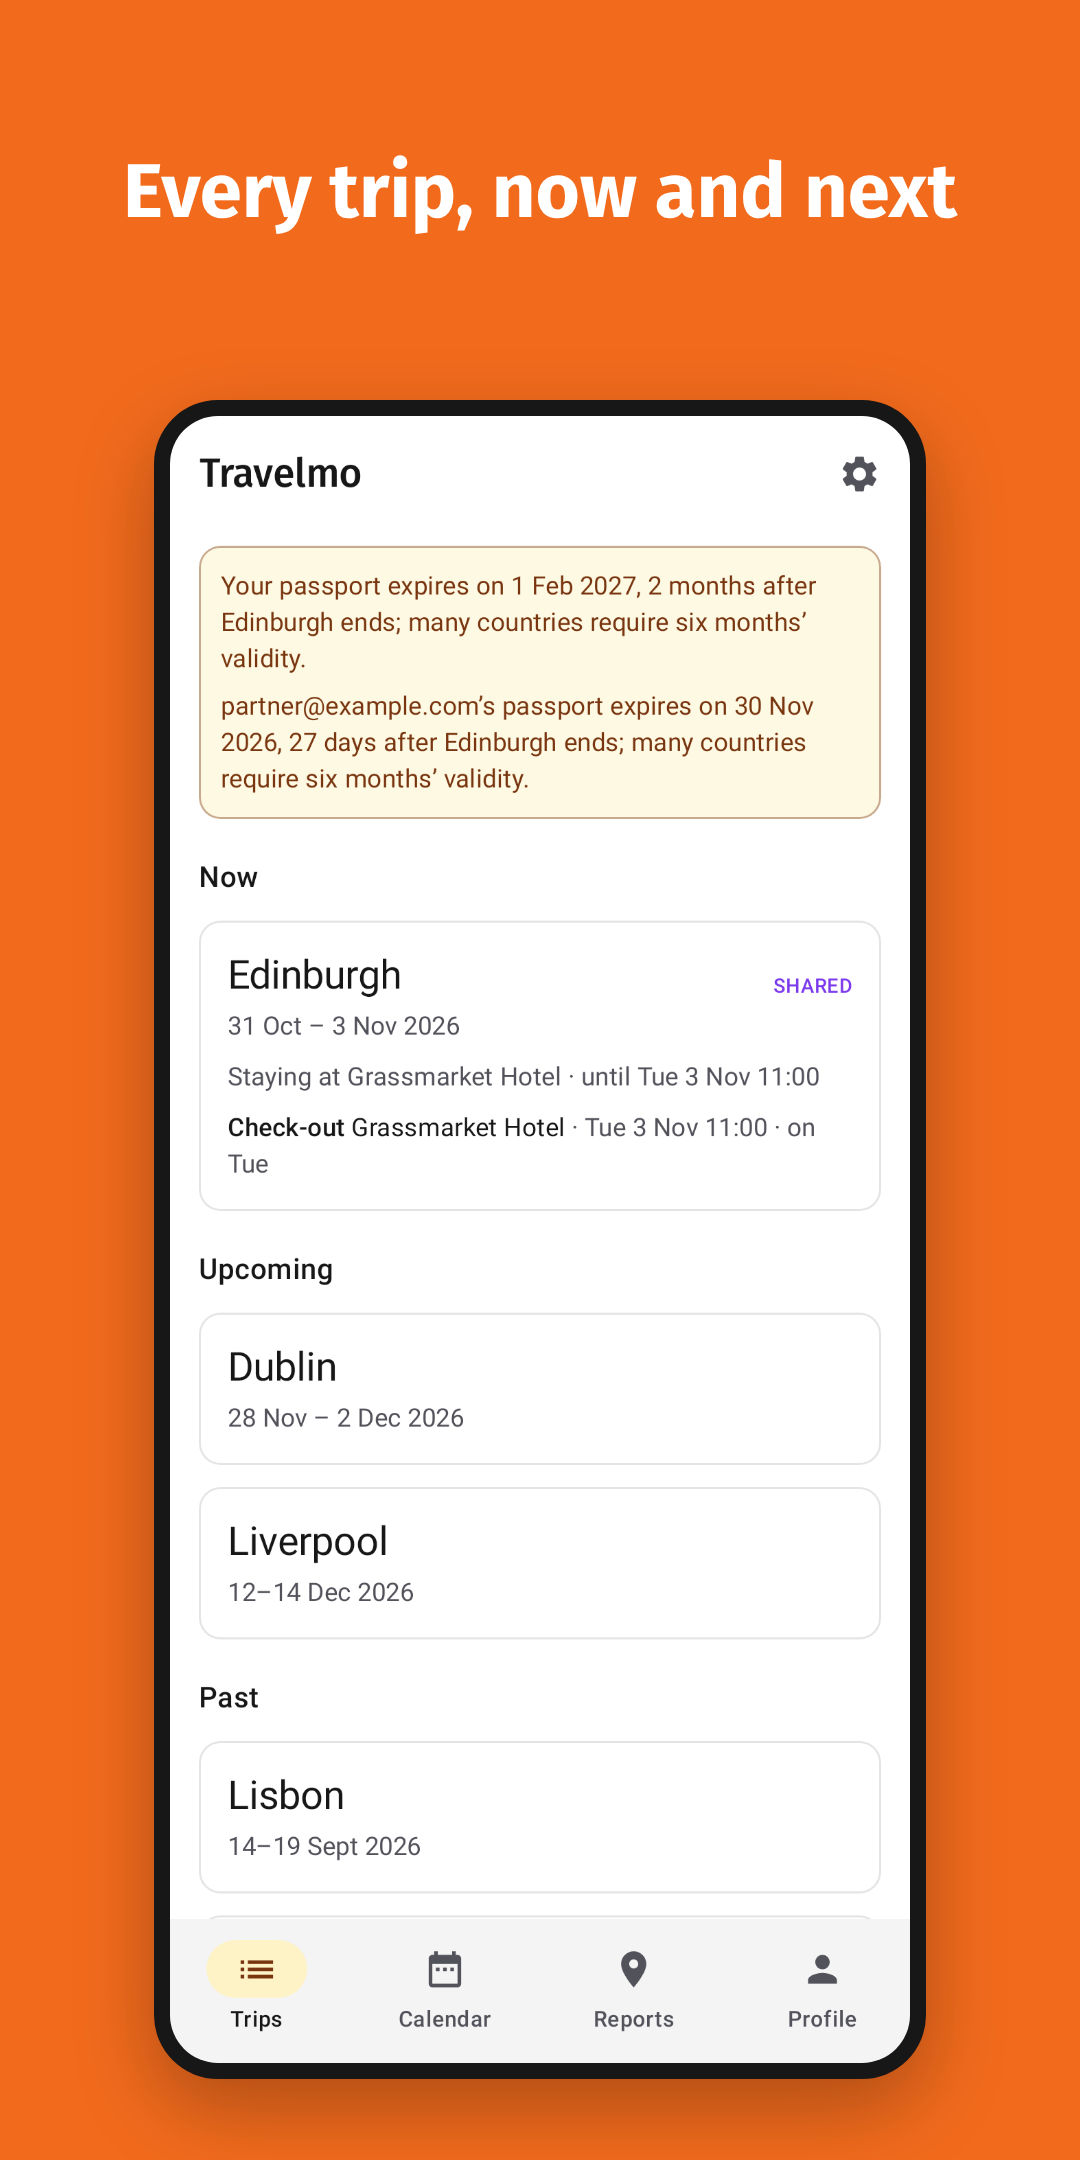 Every trip, now and next
Travelmo
Your passport expires on 1 Feb 2027, 2 months after
Edinburgh ends; many countries require six months’
validity.
partner@example.com’s passport expires on 30 Nov
2026, 27 days after Edinburgh ends; many countries
require six months’ validity.
Now
Edinburgh
SHARED
31 Oct – 3 Nov 2026
Staying at Grassmarket Hotel · until Tue 3 Nov 11:00
Check-out Grassmarket Hotel · Tue 3 Nov 11:00 · on
Tue
Upcoming
Dublin
28 Nov – 2 Dec 2026
Liverpool
12–14 Dec 2026
Past
Lisbon
14–19 Sept 2026
Trips
Calendar
Reports
Profile